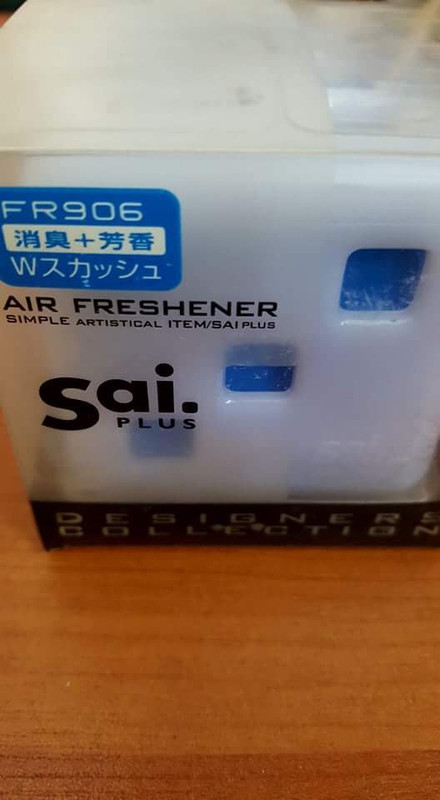 FR906
消臭+芳香
Wスカッシュ
AIR FRESHENER
SIMPLE ARTISTICAL ITEM/SAI PLUS
Sai.
PLUS
DESIGNERS
COLLECTION